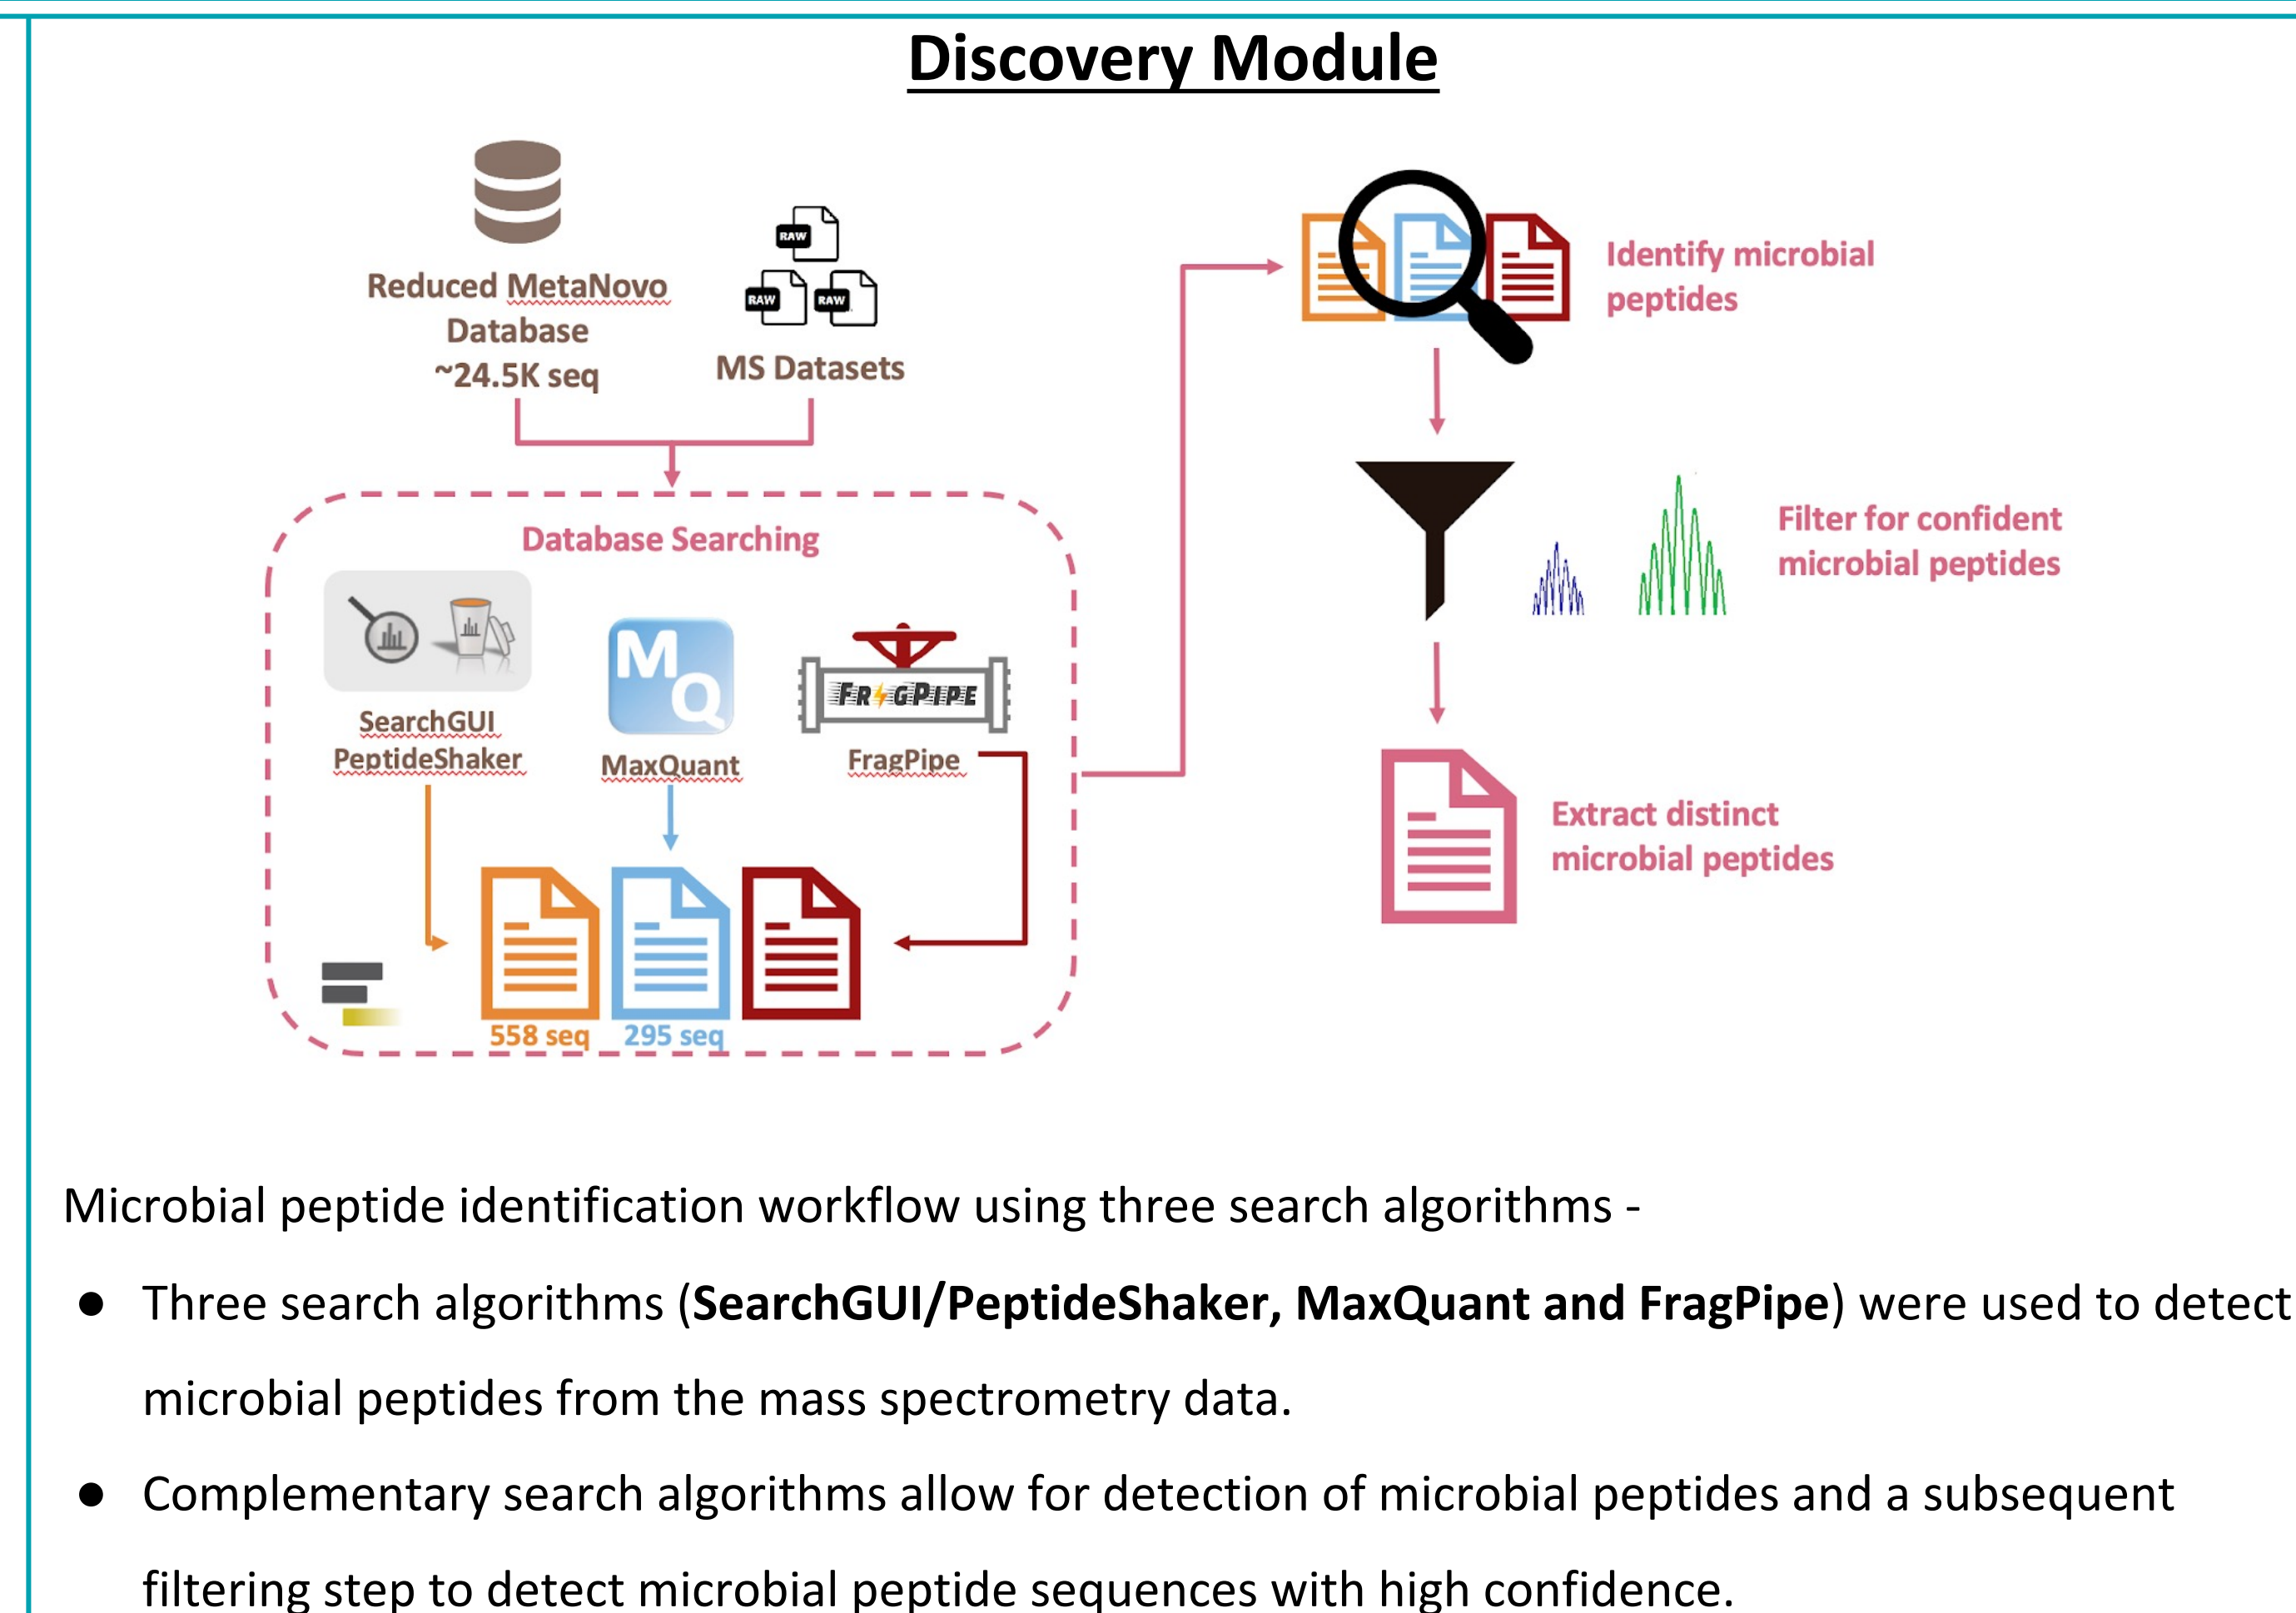 Discovery Module
Reduced MetaNovo
Database
~24.5K seq
RAW
RAW
RAW
MS Datasets
Database Searching
SearchGUI
PeptideShaker
MQ
MaxQuant
FRAGPIPE
FragPipe
558 seq
295 seq
Identify microbial
peptides
Filter for confident
microbial peptides
Extract distinct
microbial peptides
Microbial peptide identification workflow using three search algorithms -
● Three search algorithms (SearchGUI/PeptideShaker, MaxQuant and FragPipe) were used to detect
microbial peptides from the mass spectrometry data.
● Complementary search algorithms allow for detection of microbial peptides and a subsequent
filtering step to detect microbial peptide sequences with high confidence.